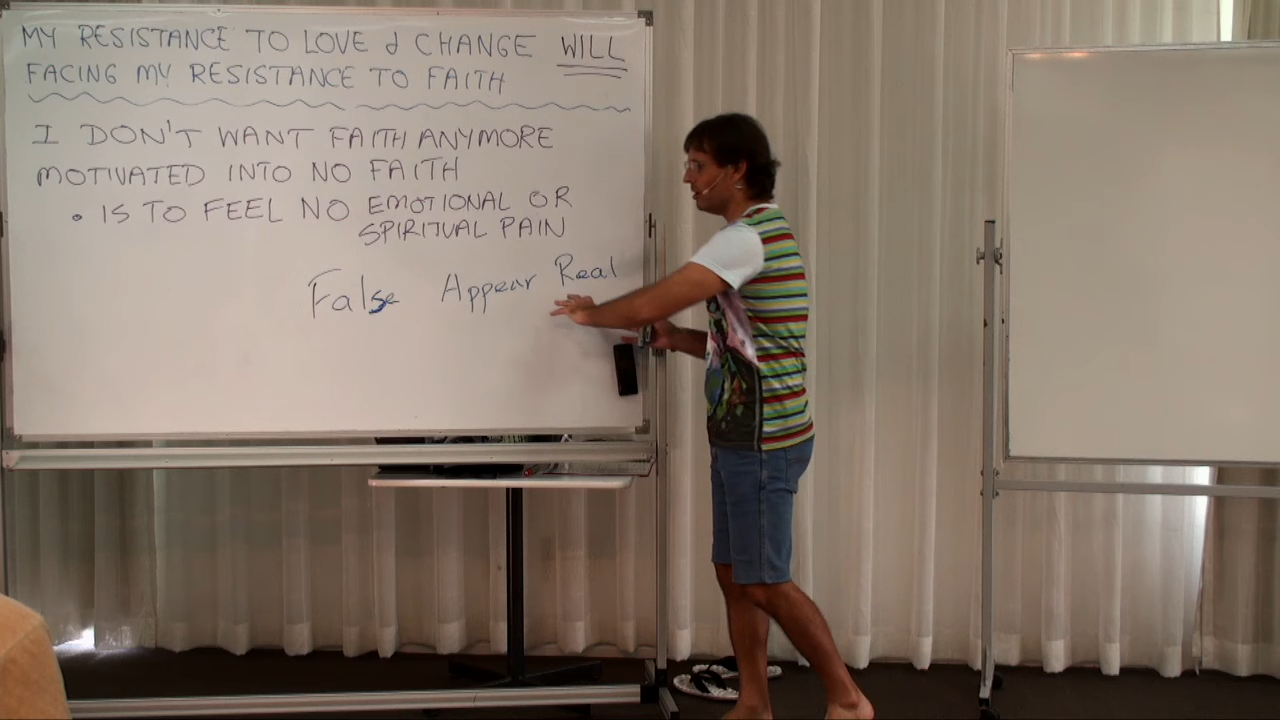 MY RESISTANCE TO LOVE & CHANGE WILL
FACING MY RESISTANCE TO FAITH
I DON'T WANT FAITH ANYMORE
MOTIVATED INTO NO FAITH
• IS TO FEEL NO EMOTIONAL OR
SPIRITUAL PAIN
False Appear Real